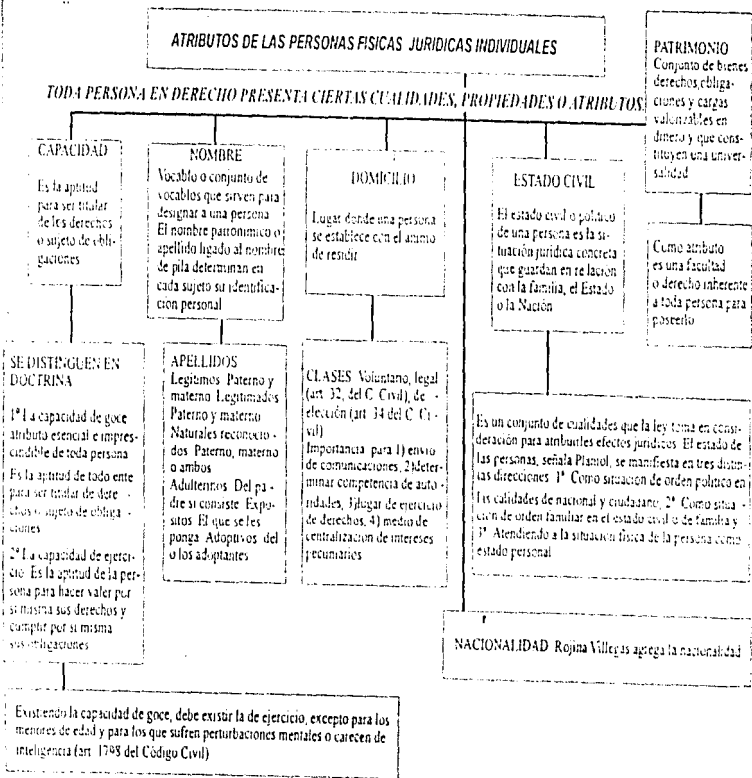 ATRIBUTOS DE LAS PERSONAS FISICAS JURIDICAS INDIVIDUALES
TODA PERSONA EN DERECHO PRESENTA CIERTAS CUALIDADES, PROPIEDADES O ATRIBUTOS:
CAPACIDAD
Es la aptitud
para ser titular
de los derechos
o sujeto de obli-
gaciones
SE DISTINGUEN EN
DOCTRINA
1ª La capacidad de goce
atributo esencial e impres-
cindible de toda persona
Es la aptitud de todo ente
para ser titular de dere-
chos o sujeto de obliga-
ciones
2ª La capacidad de ejerci-
cio Es la aptitud de la per-
sona para hacer valer por
si misma sus derechos y
cumplir por si misma
sus obligaciones
Existiendo la capacidad de goce, debe existir la de ejercicio, excepto para los
menores de edad y para los que sufren perturbaciones mentales o carecen de
inteligencia (art. 1798 del Código Civil)
NOMBRE
Vocablo o conjunto de
vocablos que sirven para
designar a una persona
El nombre patronimico o
apellido ligado al nombre
de pila determinan en
cada sujeto su identifica-
cion personal
APELLIDOS
Legitimos Paterno y
materno Legitimados
Paterno y materno
Naturales reconoci-
dos Paterno, materno
o ambos
Adulterinos Del pa-
dre si consiste Expo-
sitos El que se les
ponga Adoptivos del
o los adoptantes
DOMICILIO
Lugar donde una persona
se establece con el animo
de residir
CLASES Voluntario, legal
(art 32, del C. Civil), de -
elección (art 34 del C. Ci-
vil)
Importancia para 1) envio
de comunicaciones, 2)deter-
minar competencia de auto-
ridades, 3)lugar de ejercicio
de derechos, 4) medio de
centralización de intereses
pecuniarios
ESTADO CIVIL
El estado civil o politico
de una persona es la si-
tuación juridica concreta
que guardan en re lacion
con la familia, el Estado
o la Nación
Es un conjunto de cualidades que la ley toma en consi-
deración para atribuirles efectos juridicos. El estado de
las personas, señala Planiol, se manifiesta en tres distin-
tas direcciones 1º Como situación de orden politico en
las calidades de nacional y ciudadano, 2º Como situa-
ción de orden familiar en el estado civil o de familia y
3º Atendiendo a la situación fisica de la persona como
estado personal
PATRIMONIO
Conjunto de bienes
derechos, obliga-
ciones y cargas
valorizables en
dinero y que cons-
tituyen una univer-
salidad
Como atributo
es una facultad
o derecho inherente
a toda persona para
poseerlo
NACIONALIDAD Rojina Villegas agrega la nacionalidad